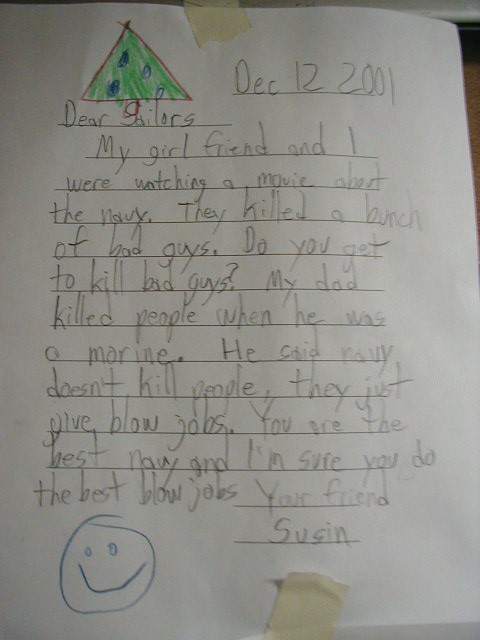 Dec 12 2001
Dear Sailors
My girl friend and I
were watching a movie about
the navy. They killed a bunch
of bad guys. Do you get
to kill bad guys? My dad
killed people when he was
a marine. He said navy
doesn't kill people, they just
give blow jobs. You are the
best navy and I'm sure you do
the best blow jobs Your friend
Susin